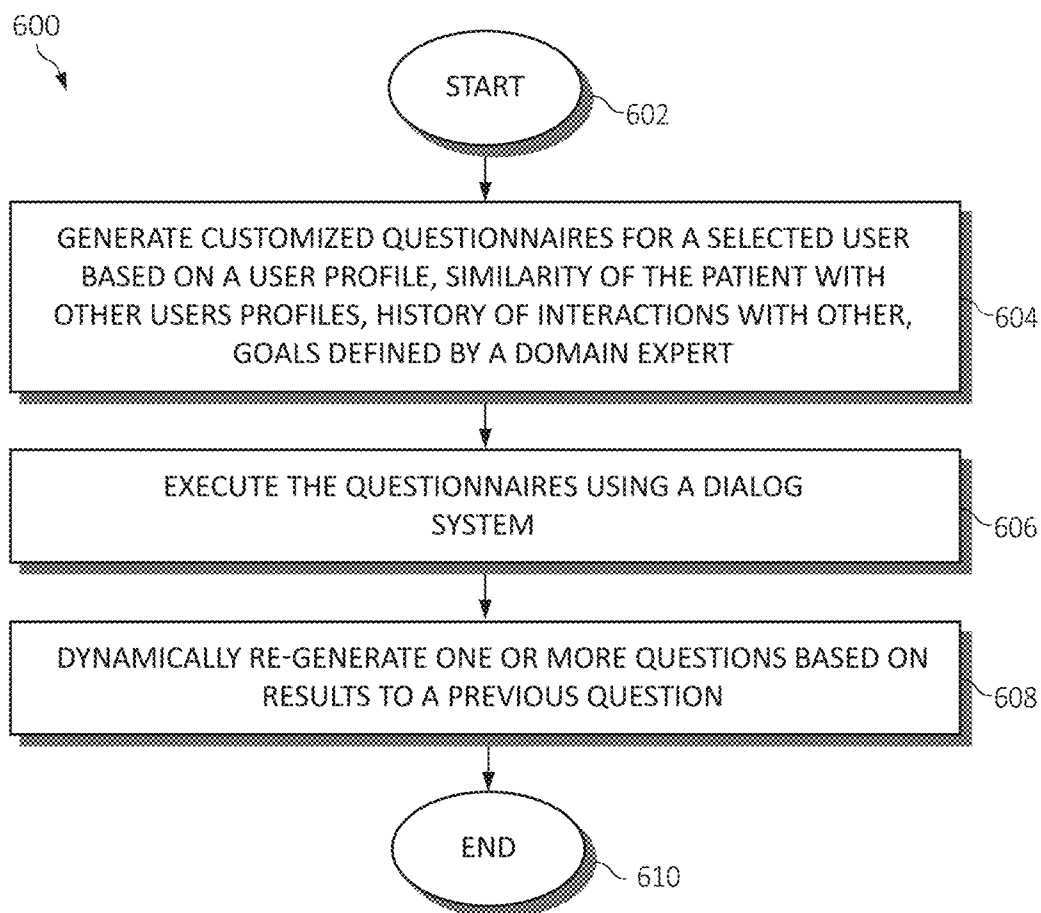 600
START
602
GENERATE CUSTOMIZED QUESTIONNAIRES FOR A SELECTED USER
BASED ON A USER PROFILE, SIMILARITY OF THE PATIENT WITH
OTHER USERS PROFILES, HISTORY OF INTERACTIONS WITH OTHER,
GOALS DEFINED BY A DOMAIN EXPERT
604
EXECUTE THE QUESTIONNAIRES USING A DIALOG
SYSTEM
606
DYNAMICALLY RE-GENERATE ONE OR MORE QUESTIONS BASED ON
RESULTS TO A PREVIOUS QUESTION
608
END
610